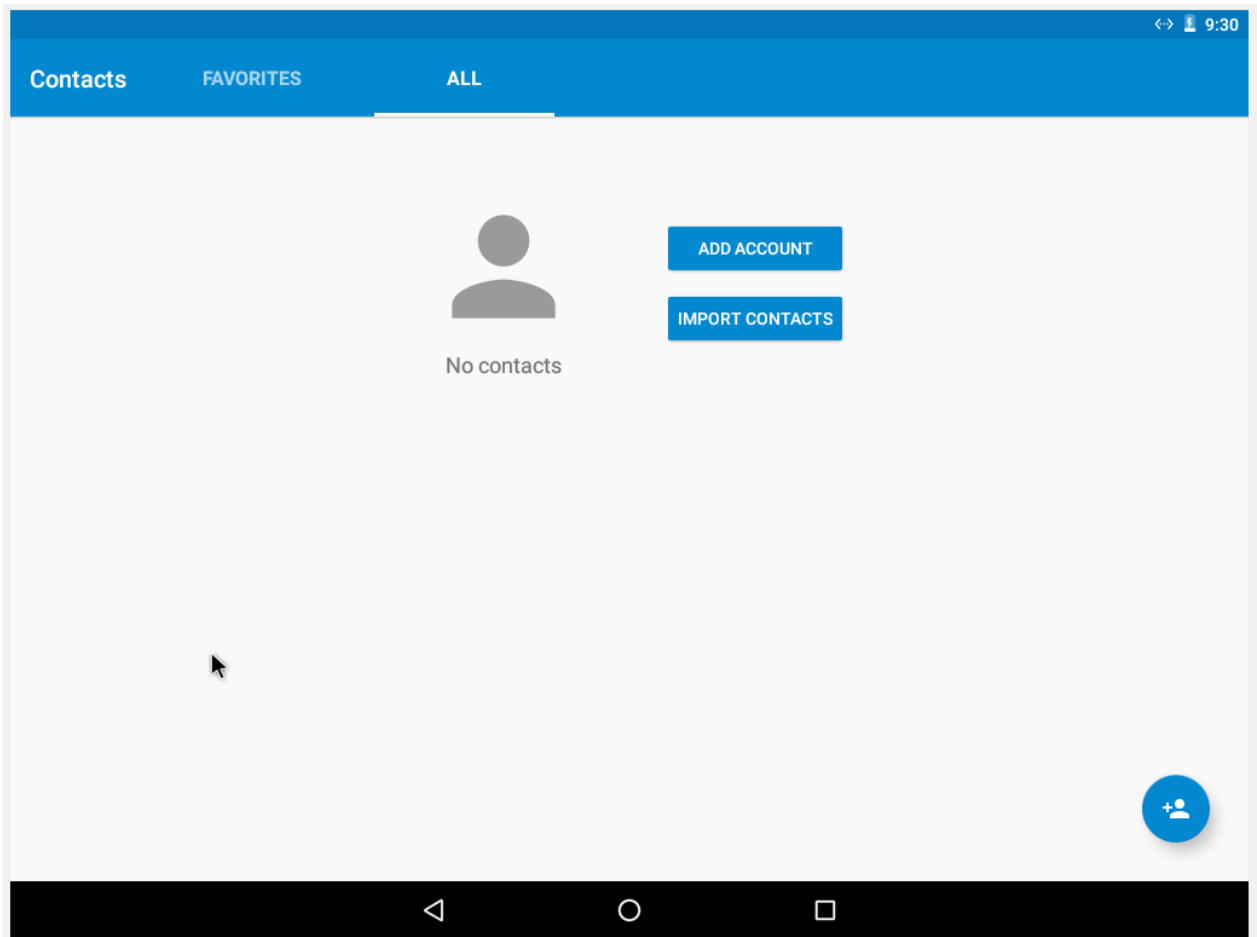 9:30
Contacts FAVORITES ALL
ADD ACCOUNT
IMPORT CONTACTS
No contacts